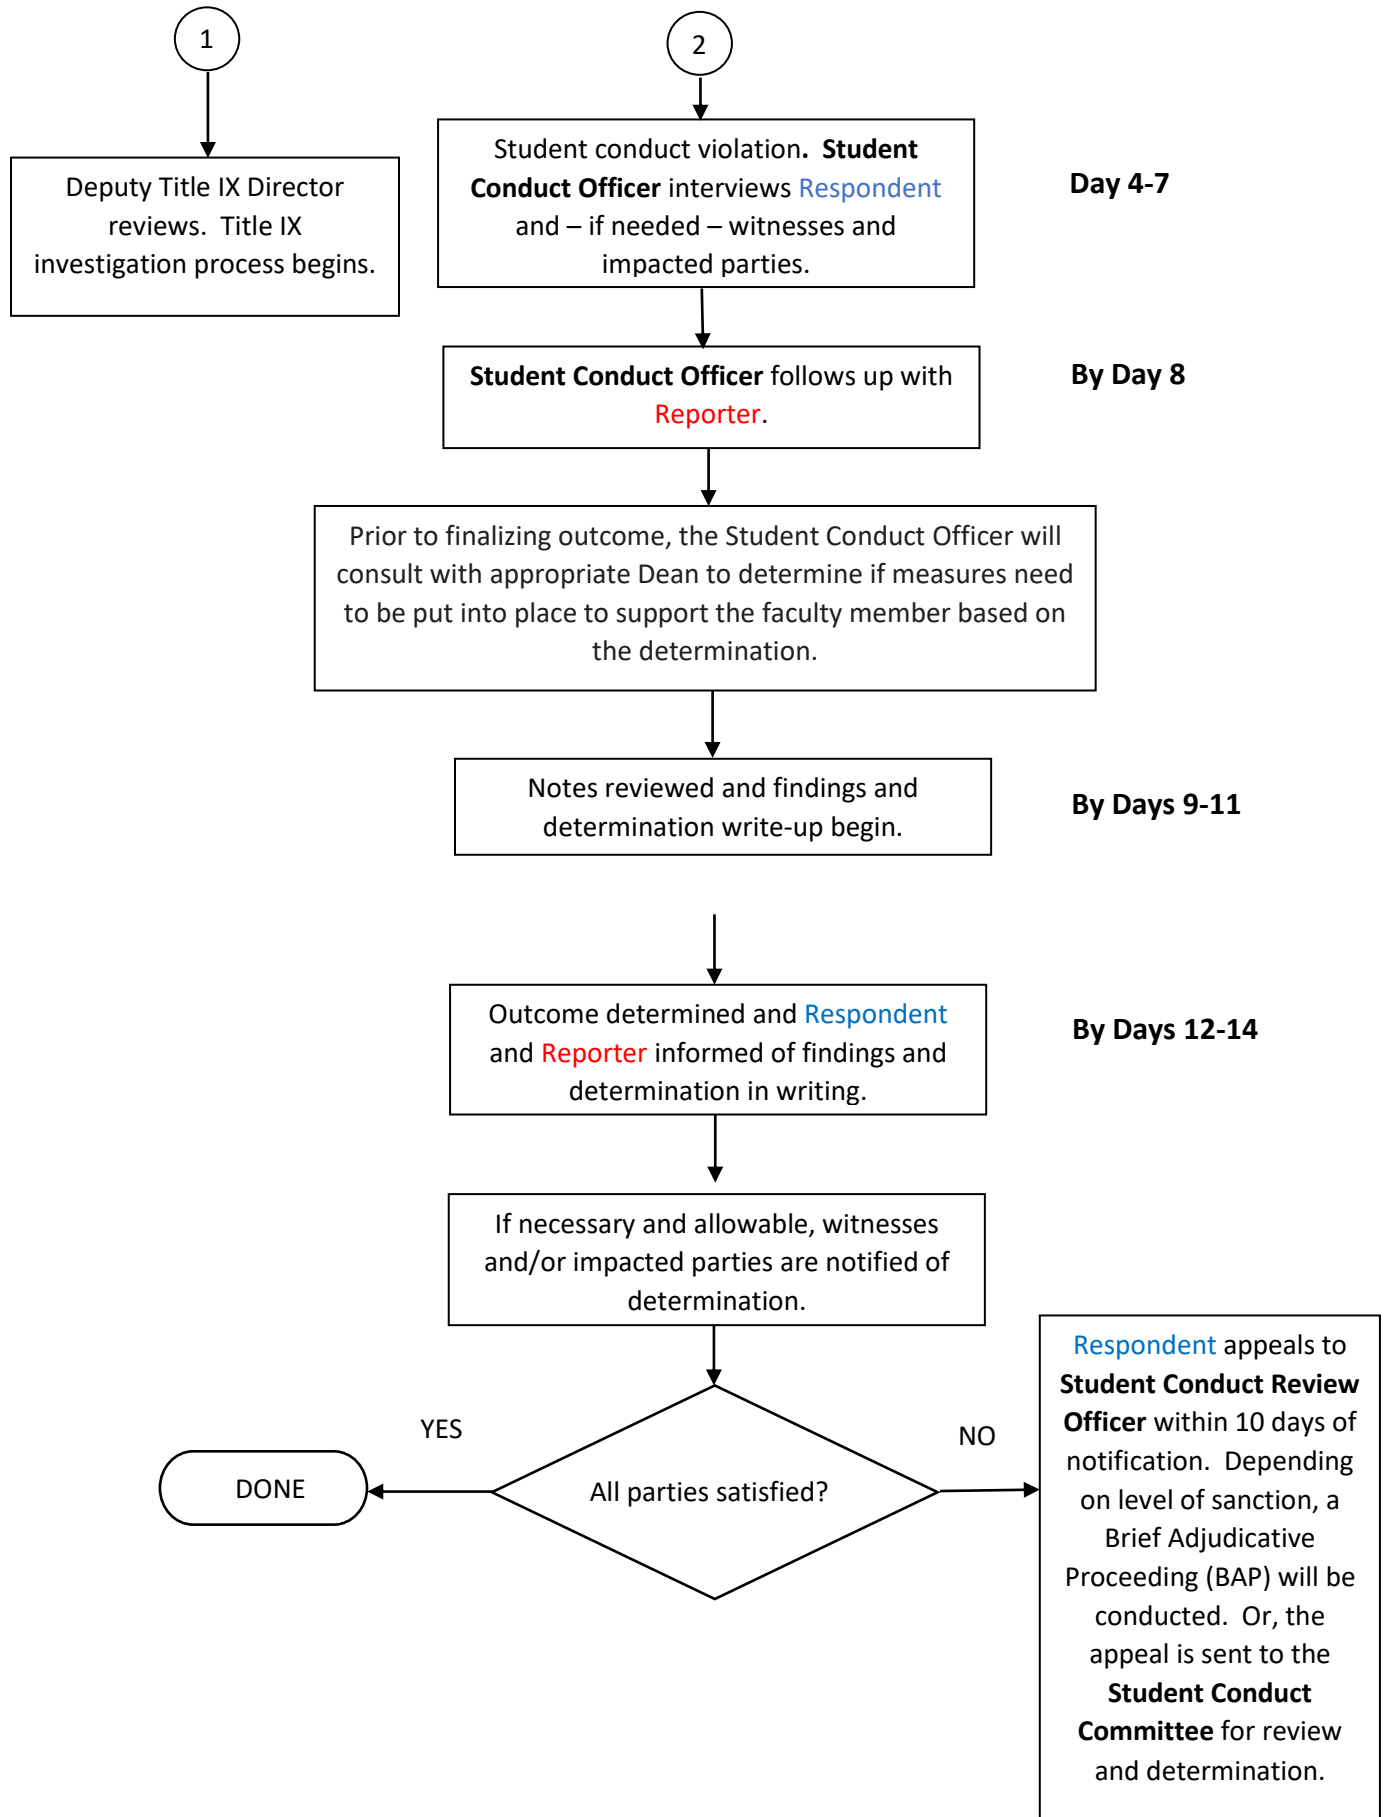 1
2
Deputy Title IX Director
reviews.  Title IX
investigation process begins.
Student conduct violation.  Student
Conduct Officer interviews Respondent
and – if needed – witnesses and
impacted parties.
Day 4-7
Student Conduct Officer follows up with
Reporter.
By Day 8
Prior to finalizing outcome, the Student Conduct Officer will
consult with appropriate Dean to determine if measures need
to be put into place to support the faculty member based on
the determination.
Notes reviewed and findings and
determination write-up begin.
By Days 9-11
Outcome determined and Respondent
and Reporter informed of findings and
determination in writing.
By Days 12-14
If necessary and allowable, witnesses
and/or impacted parties are notified of
determination.
All parties satisfied?
YES
DONE
NO
Respondent appeals to
Student Conduct Review
Officer within 10 days of
notification.  Depending
on level of sanction, a
Brief Adjudicative
Proceeding (BAP) will be
conducted.  Or, the
appeal is sent to the
Student Conduct
Committee for review
and determination.